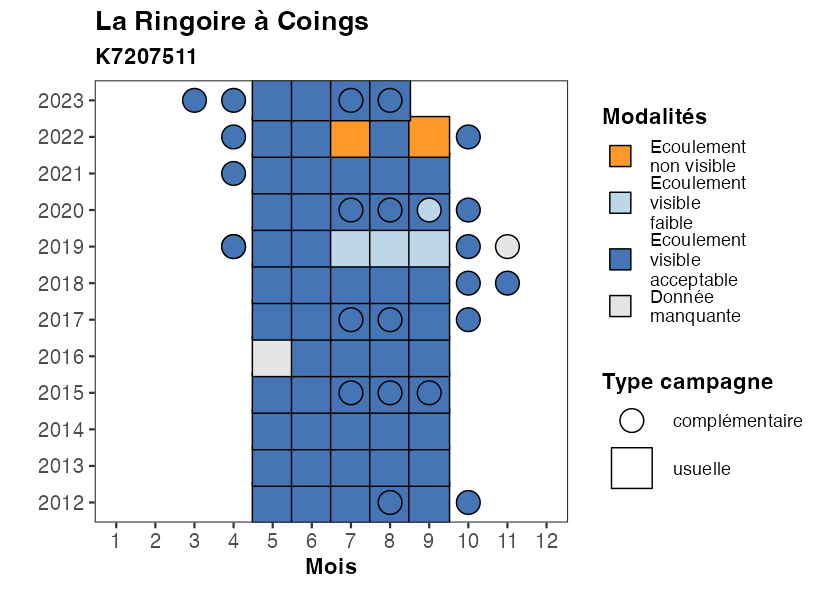 La Ringoire à Coings
K7207511
2023
2022
2021
2020
2019
2018
2017
2016
2015
2014
2013
2012
1 2 3 4 5 6 7 8 9 10 11 12
Mois
Modalités
Ecoulement
non visible
Ecoulement
visible
faible
Ecoulement
visible
acceptable
Donnée
manquante
Type campagne
complémentaire
usuelle